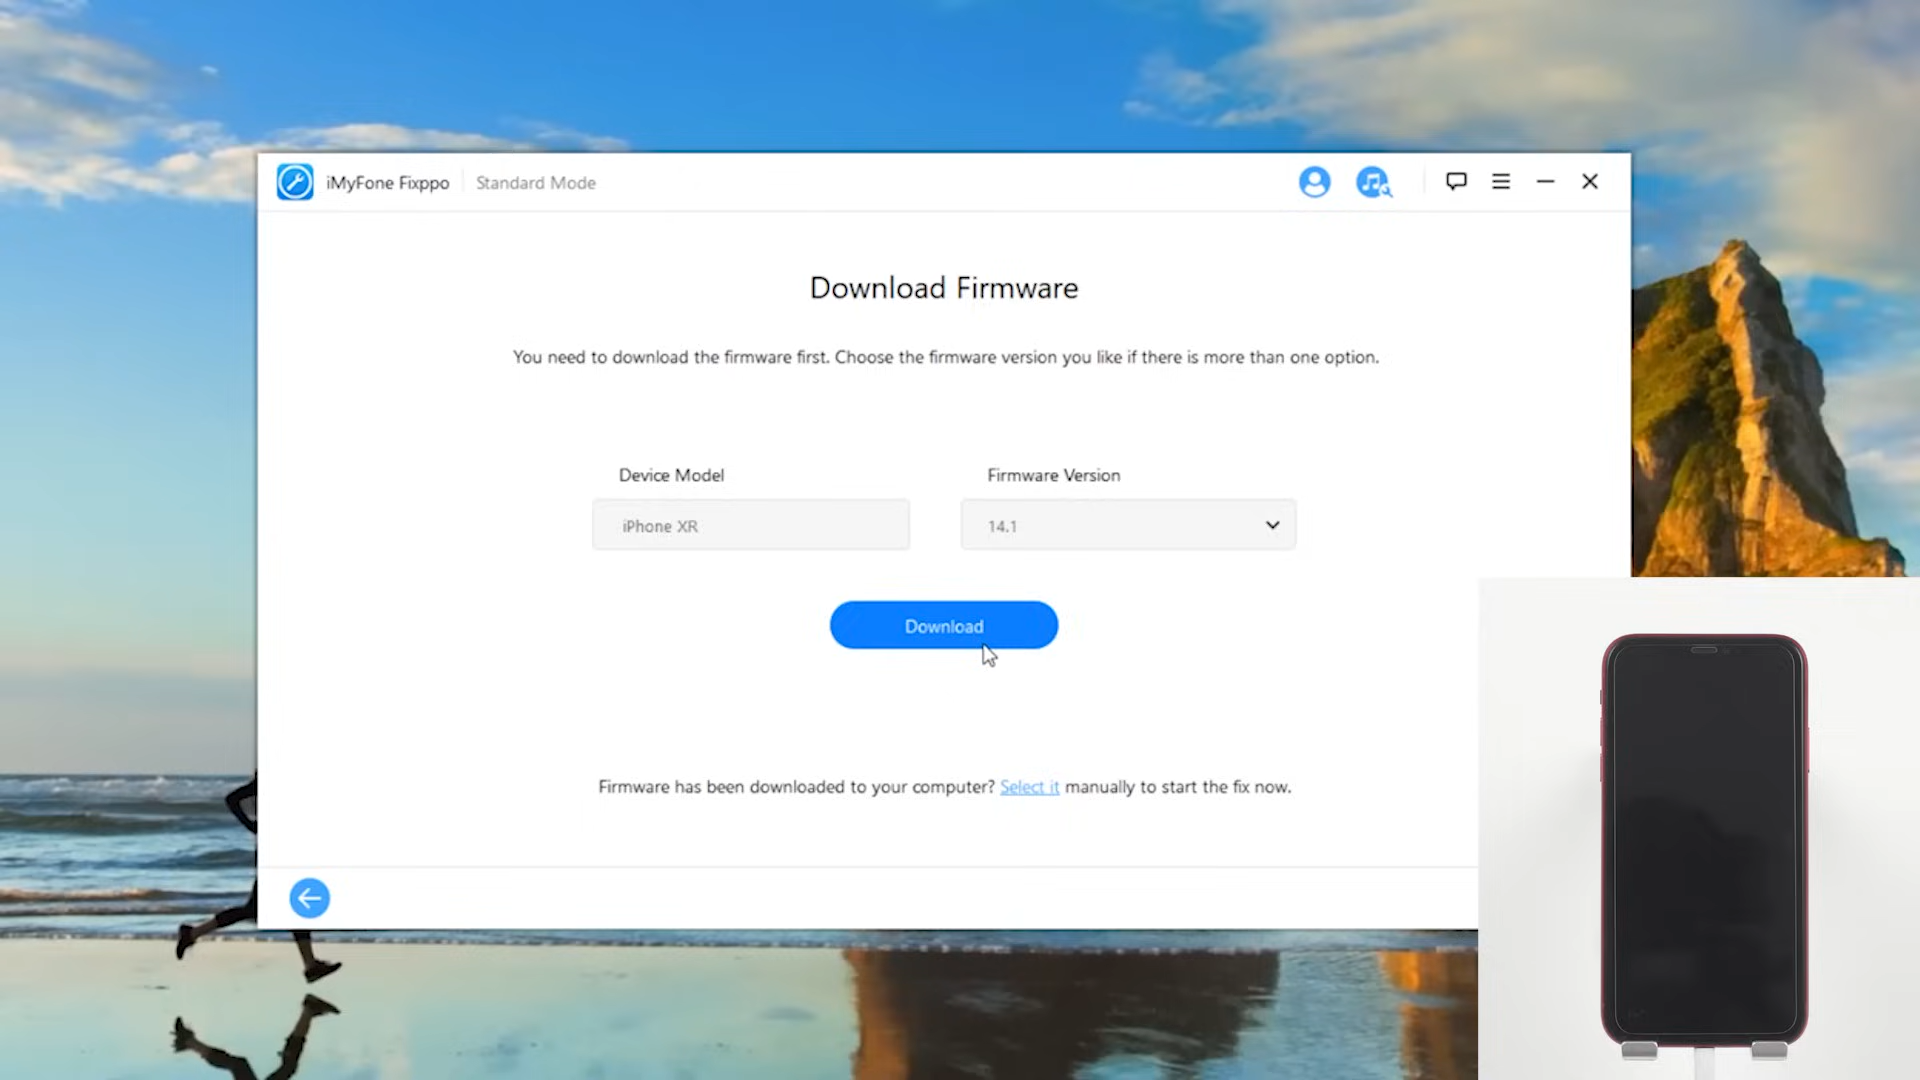 iMyFone Fixppo
Standard Mode
Download Firmware
You need to download the firmware first. Choose the firmware version you like if there is more than one option.
Device Model
Firmware Version
iPhone XR
14.1
Download
Firmware has been downloaded to your computer? Select it manually to start the fix now.